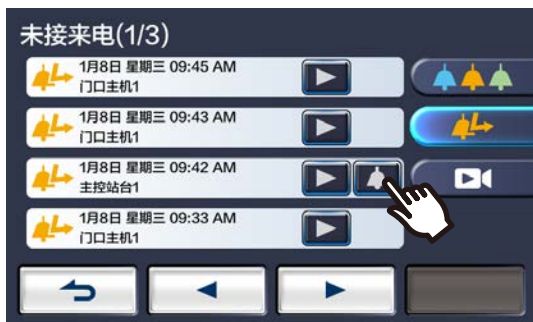 未接来电(1/3)
1月8日 星期三 09:45 AM
门口主机1
1月8日 星期三 09:43 AM
门口主机1
1月8日 星期三 09:42 AM
主控站台1
1月8日 星期三 09:33 AM
门口主机1